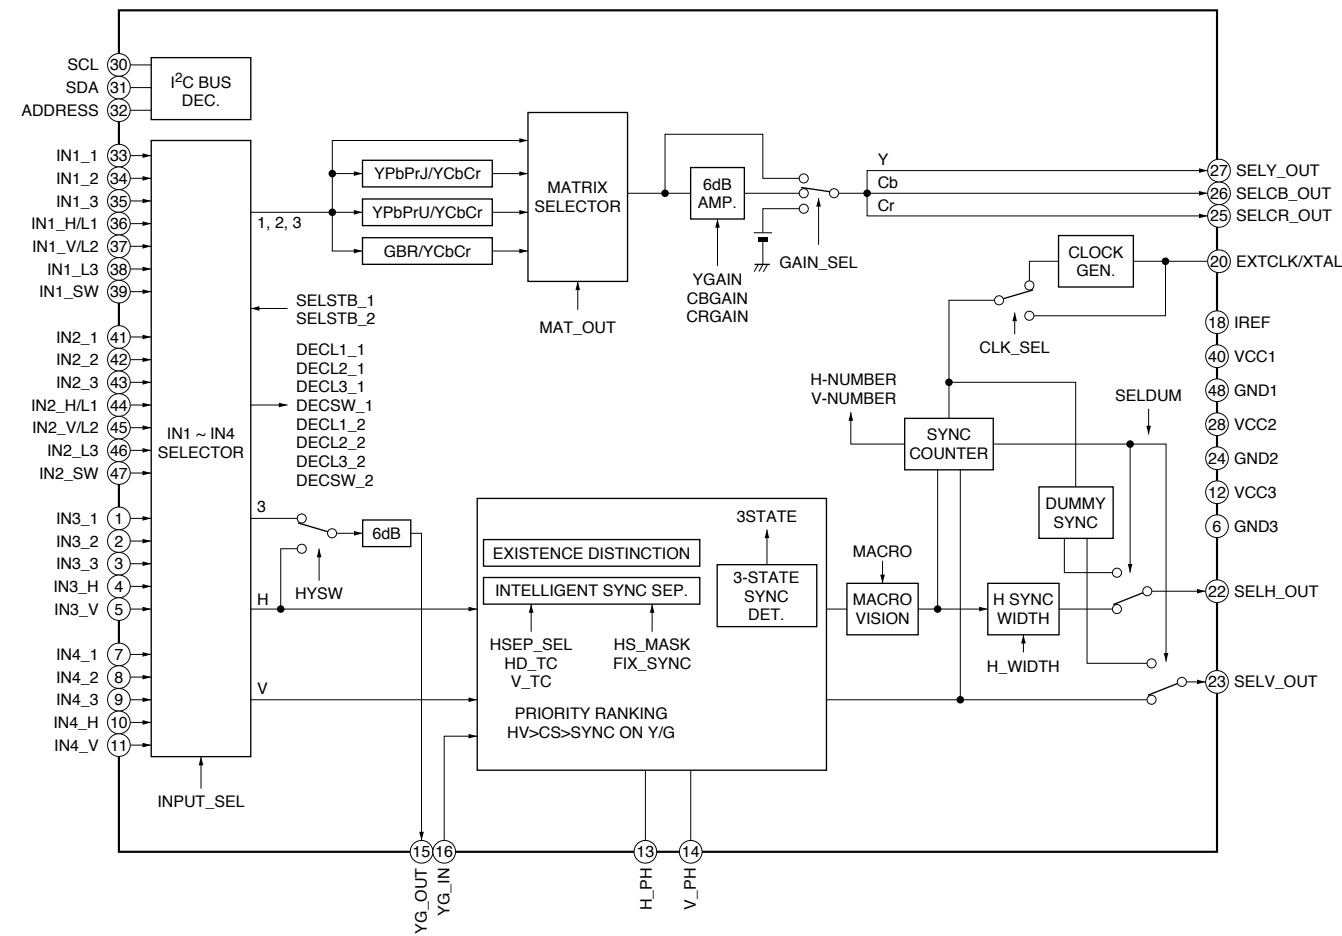 SCL 30
SDA 31
ADDRESS 32
I2C BUS
DEC.
IN1_1 33
IN1_2 34
IN1_3 35
IN1_H/L1 36
IN1_V/L2 37
IN1_L3 38
IN1_SW 39
IN2_1 41
IN2_2 42
IN2_3 43
IN2_H/L1 44
IN2_V/L2 45
IN2_L3 46
IN2_SW 47
IN3_1 1
IN3_2 2
IN3_3 3
IN3_H 4
IN3_V 5
IN4_1 7
IN4_2 8
IN4_3 9
IN4_H 10
IN4_V 11
IN1 ~ IN4
SELECTOR
INPUT_SEL
1, 2, 3
SELSTB_1
SELSTB_2
DECL1_1
DECL2_1
DECL3_1
DECSW_1
DECL1_2
DECL2_2
DECL3_2
DECSW_2
3
H
V
HYSW
6dB
YPbPrJ/YCbCr
YPbPrU/YCbCr
GBR/YCbCr
MATRIX
SELECTOR
MAT_OUT
6dB
AMP.
YGAIN
CBGAIN
CRGAIN
GAIN_SEL
Y
Cb
Cr
27 SELY_OUT
26 SELCB_OUT
25 SELCR_OUT
CLOCK
GEN.
20 EXTCLK/XTAL
CLK_SEL
18 IREF
40 VCC1
48 GND1
28 VCC2
24 GND2
12 VCC3
6 GND3
H-NUMBER
V-NUMBER
SYNC
COUNTER
SELDUM
DUMMY
SYNC
EXISTENCE DISTINCTION
INTELLIGENT SYNC SEP.
HSEP_SEL
HD_TC
V_TC
HS_MASK
FIX_SYNC
3STATE
3-STATE
SYNC
DET.
PRIORITY RANKING
HV>CS>SYNC ON Y/G
MACRO
MACRO
VISION
H SYNC
WIDTH
H_WIDTH
22 SELH_OUT
23 SELV_OUT
15 YG_OUT
16 YG_IN
13 H_PH
14 V_PH